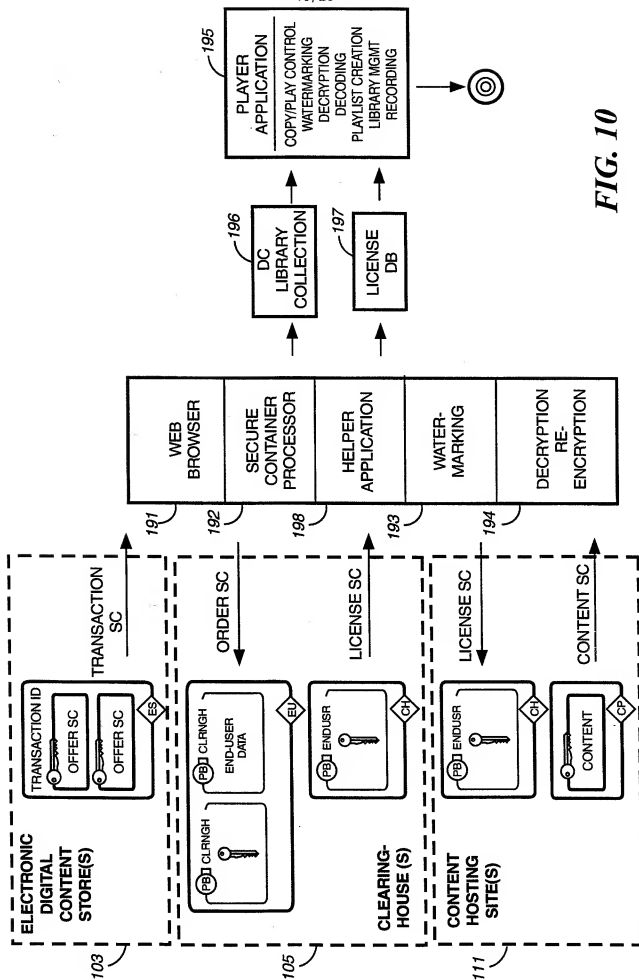 ELECTRONIC
DIGITAL
CONTENT
STORE(S)
103
TRANSACTION ID
OFFER SC
OFFER SC
ES
TRANSACTION
SC
105
PB CLRNGH
PB CLRNGH
END-USER
DATA
EU
ORDER SC
PB ENDUSR
CH
LICENSE SC
CLEARING-
HOUSE (S)
CONTENT
HOSTING
SITE(S)
111
PB ENDUSR
CH
LICENSE SC
CONTENT
CP
CONTENT SC
191
WEB
BROWSER
192
SECURE
CONTAINER
PROCESSOR
198
HELPER
APPLICATION
193
WATER-
MARKING
194
DECRYPTION
RE-
ENCRYPTION
196
DC
LIBRARY
COLLECTION
197
LICENSE
DB
195
PLAYER
APPLICATION
COPY/PLAY CONTROL
WATERMARKING
DECRYPTION
DECODING
PLAYLIST CREATION
LIBRARY MGMT
RECORDING
FIG. 10